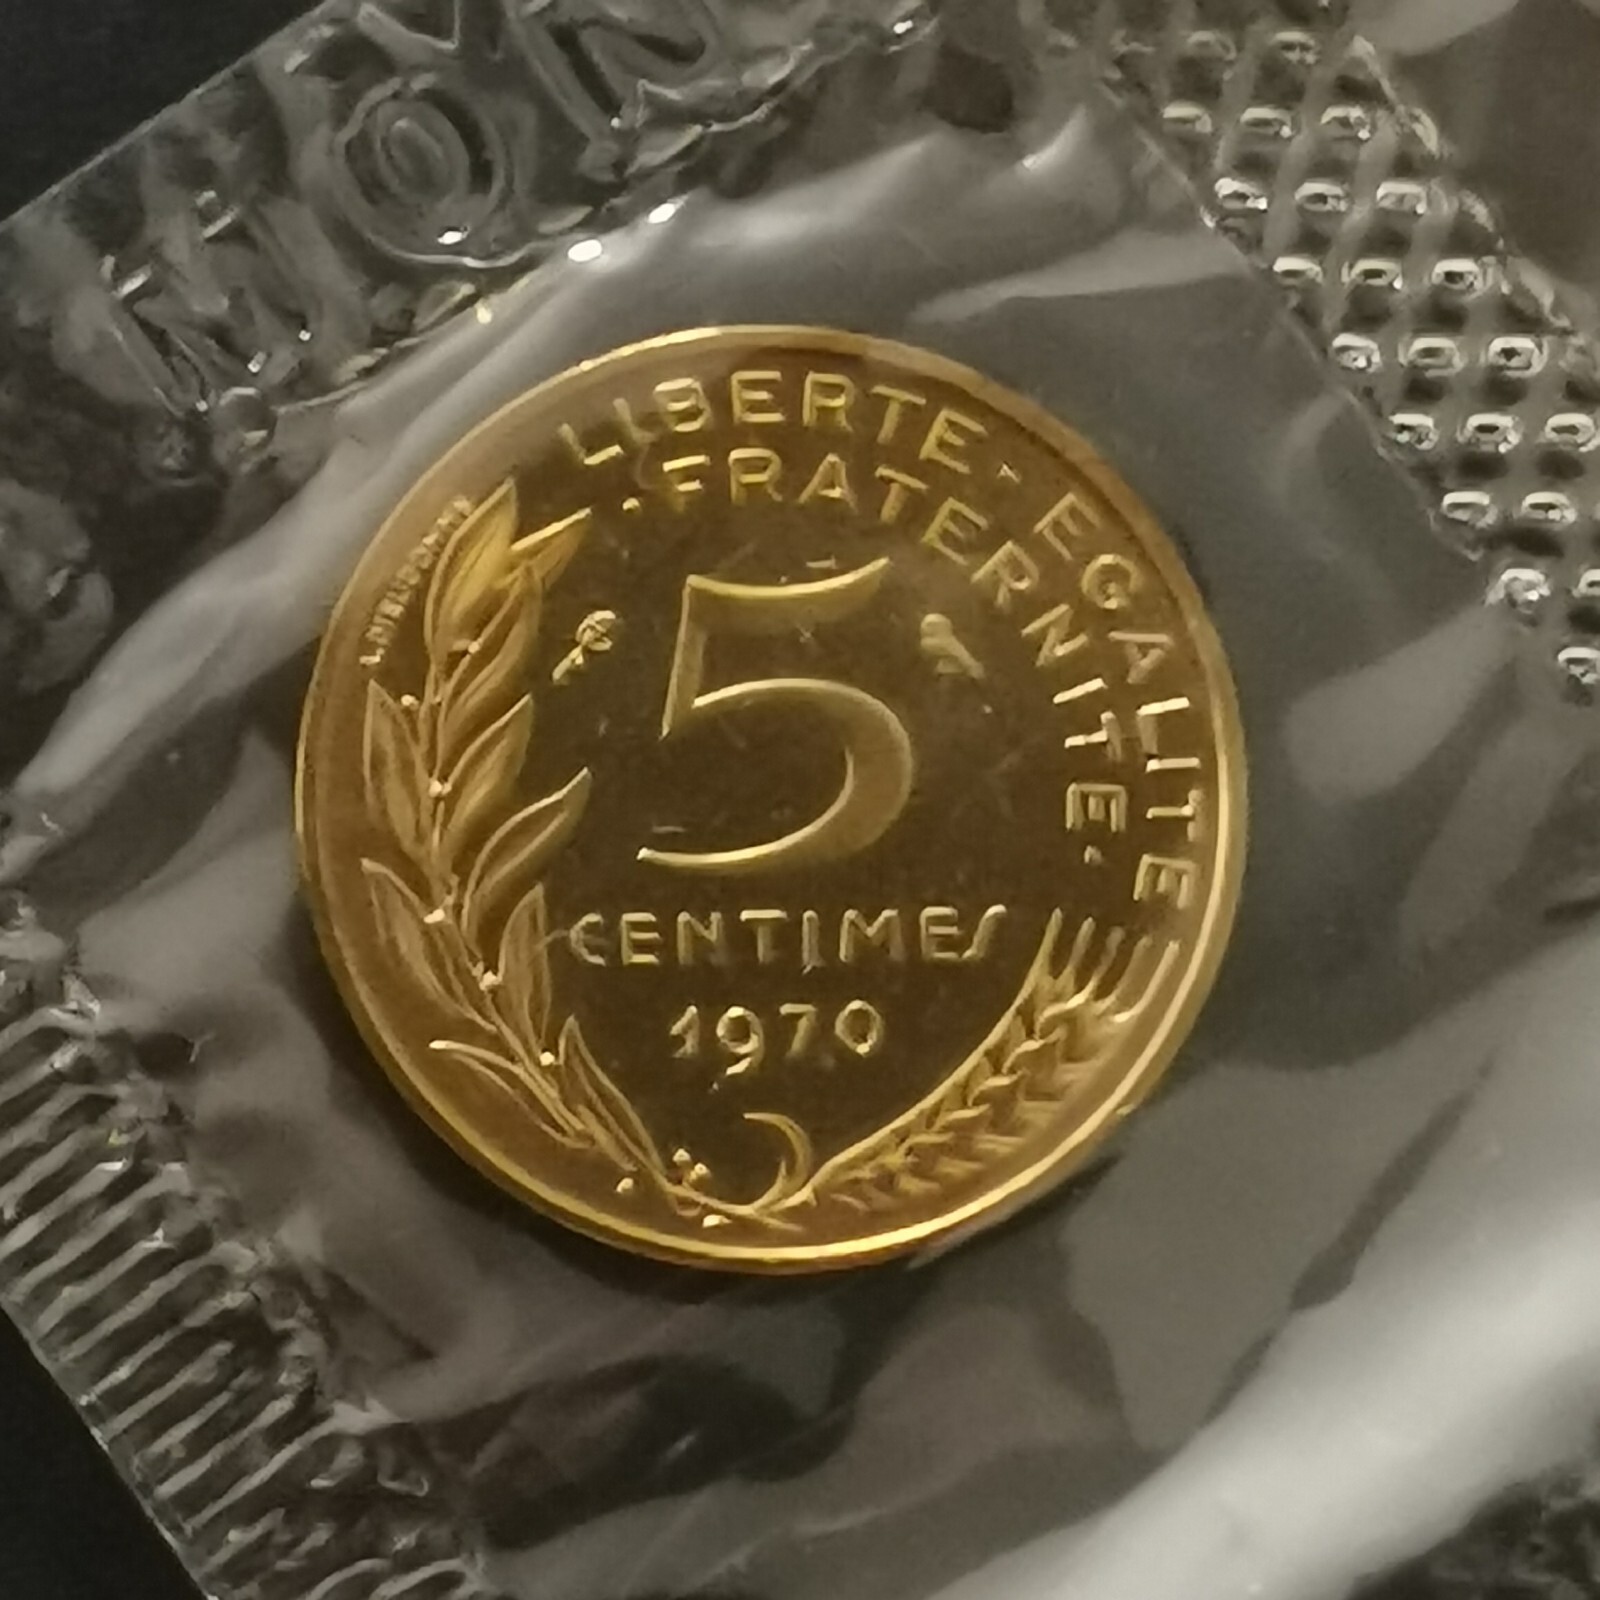 LIBERTE · EGALITE
· FRATERNITE ·
5
CENTIMES
1970